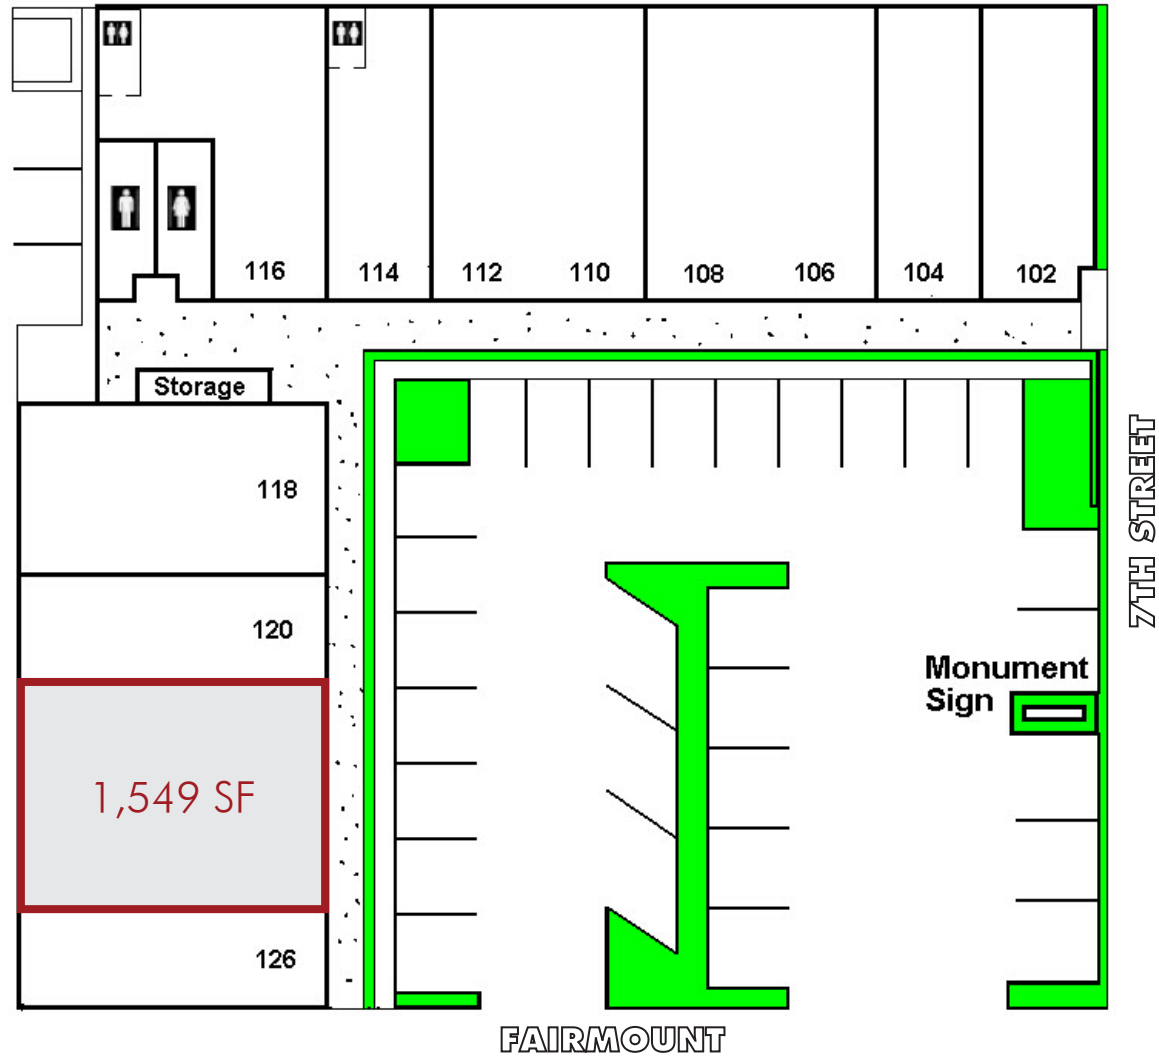 116
114
112
110
108
106
104
102
Storage
118
120
1,549 SF
126
Monument
Sign
7TH STREET
FAIRMOUNT